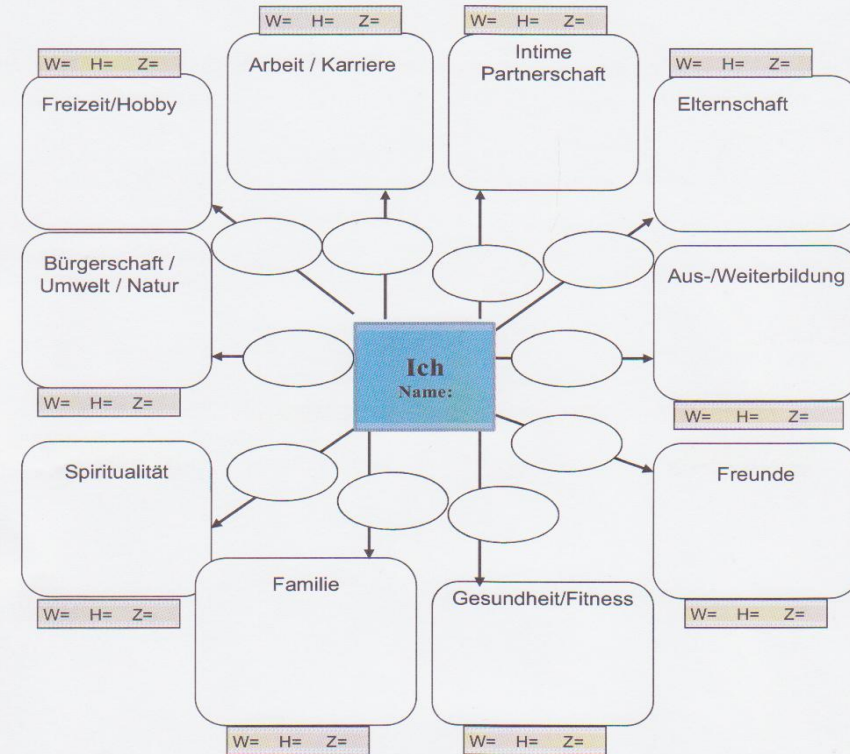 W= H= Z=
Arbeit / Karriere
W= H= Z=
Intime
Partnerschaft
W= H= Z=
Freizeit/Hobby
W= H= Z=
Elternschaft
Bürgerschaft /
Umwelt / Natur
W= H= Z=
Aus-/Weiterbildung
W= H= Z=
Ich
Name:
Spiritualität
W= H= Z=
Freunde
W= H= Z=
Familie
W= H= Z=
Gesundheit/Fitness
W= H= Z=